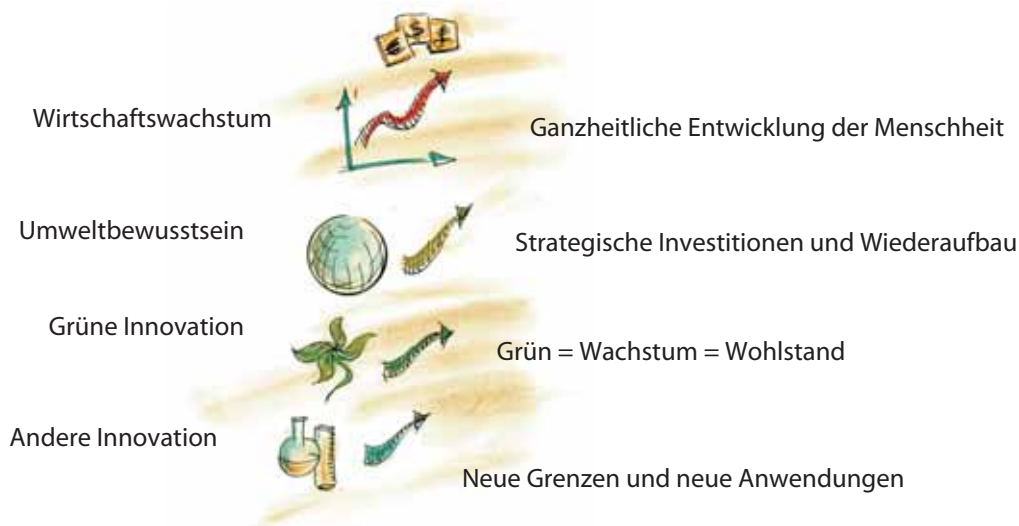 € $ £
Wirtschaftswachstum
Ganzheitliche Entwicklung der Menschheit
Umweltbewusstsein
Strategische Investitionen und Wiederaufbau
Grüne Innovation
Grün = Wachstum = Wohlstand
Andere Innovation
Neue Grenzen und neue Anwendungen